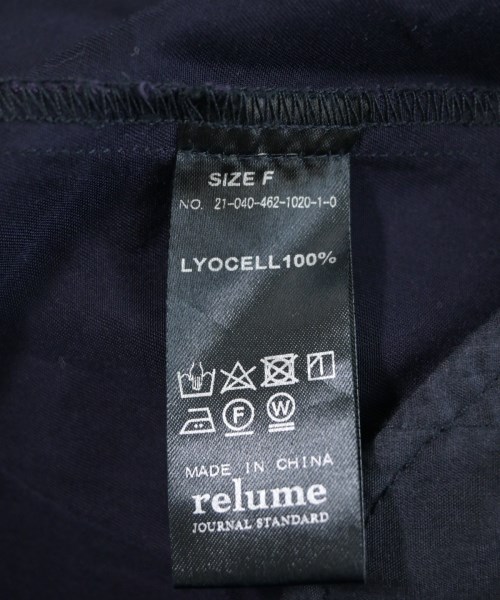 SIZE F
NO. 21-040-462-1020-1-0
LYOCELL100%
F W
MADE IN CHINA
relume
JOURNAL STANDARD